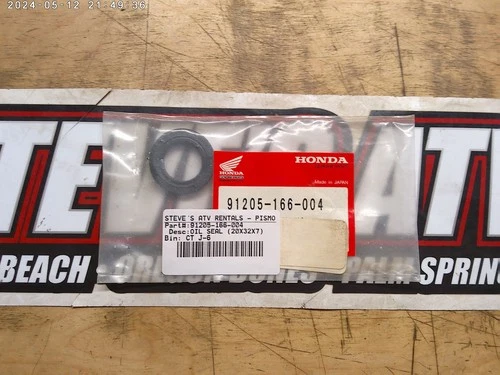 2024-05-12 21:49:36
HONDA
Made in JAPAN
91205-166-004
STEVE'S ATV RENTALS - PISMO
Part#:91205-166-004
Desc:OIL SEAL (20X32X7)
Bin: CT J-6
BEACH
PALM SPRING